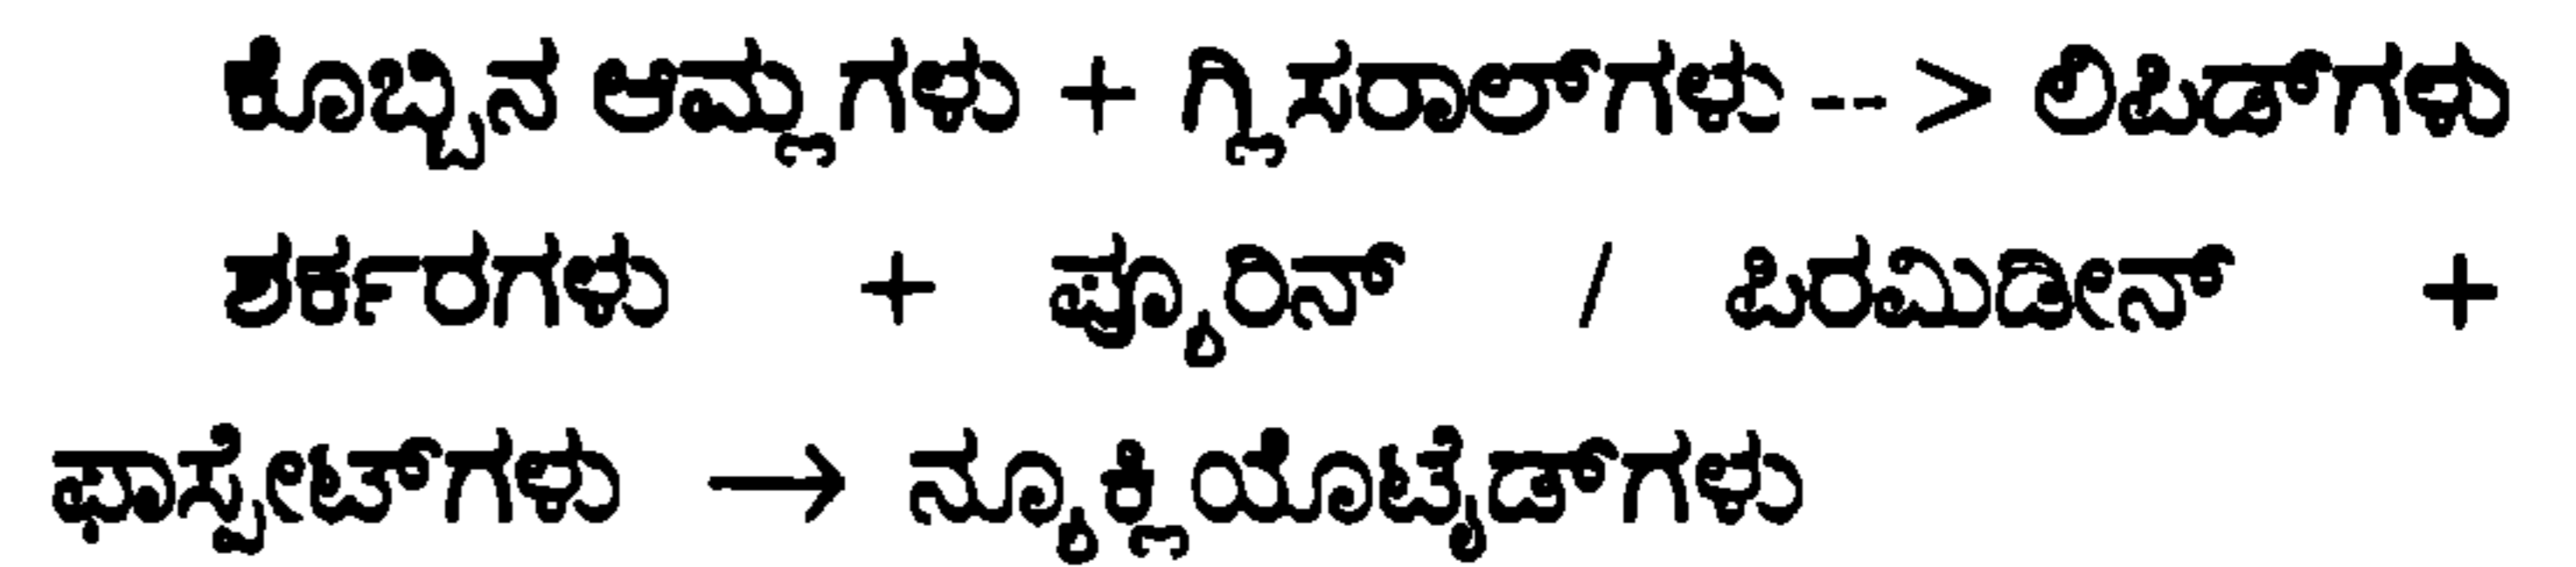 ಕೊಬ್ಬಿನ ಆಮ್ಲಗಳು + ಗ್ಲಿಸರಾಲ್‌ಗಳು -- > ಲಿಪಿಡ್‌ಗಳು
ಶರ್ಕರಗಳು + ಪ್ಯೂರಿನ್ / ಪಿರಮಿಡೀನ್ +
ಫಾಸ್ಪೇಟ್‌ಗಳು → ನ್ಯೂಕ್ಲಿಯೊಟೈಡ್‌ಗಳು